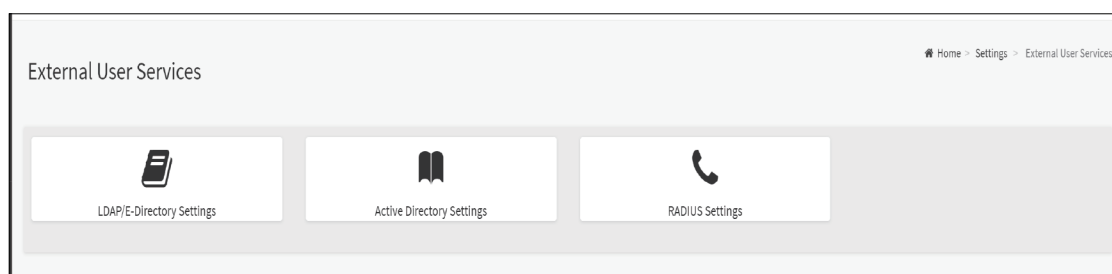 Home > Settings > External User Services
External User Services
LDAP/E-Directory Settings
Active Directory Settings
RADIUS Settings